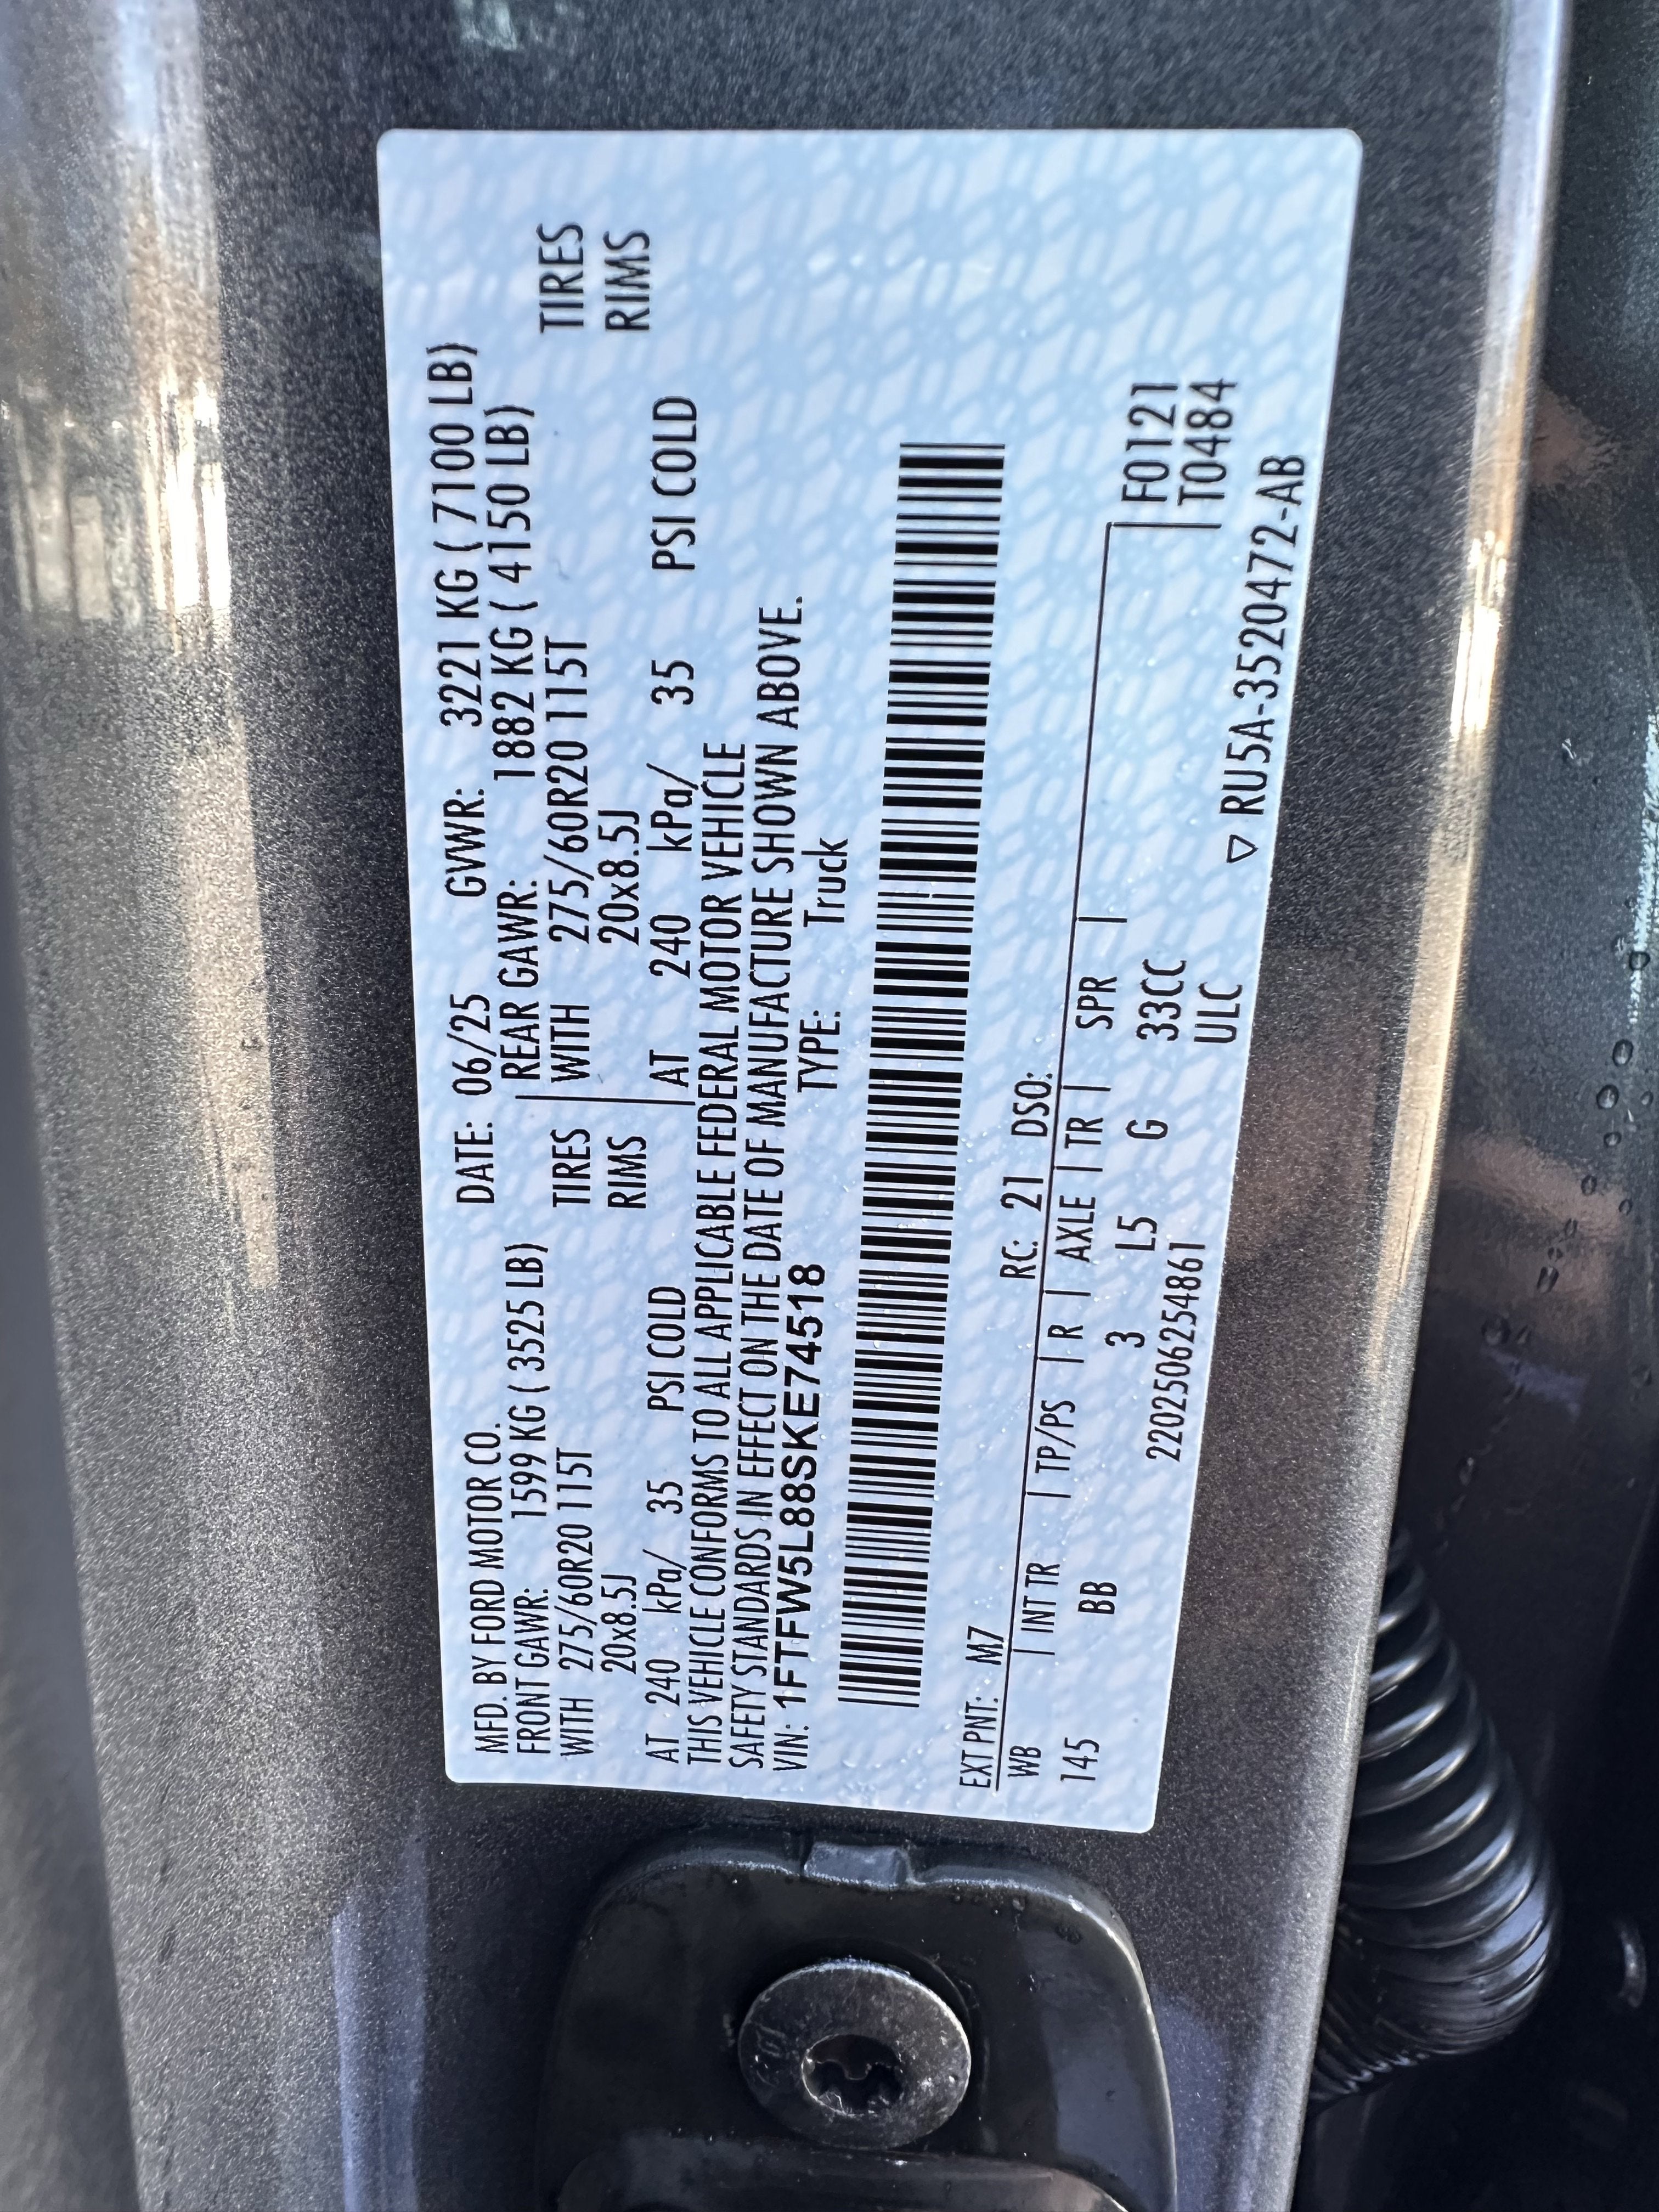 MFD. BY FORD MOTOR CO. DATE: 06/25 GVWR: 3221 KG ( 7100 LB)
FRONT GAWR: 1599 KG ( 3525 LB) REAR GAWR: 1882 KG ( 4150 LB)
WITH 275/60R20 115T TIRES WITH 275/60R20 115T TIRES
20x8.5J RIMS 20x8.5J RIMS
AT 240 kPa/ 35 PSI COLD AT 240 kPa/ 35 PSI COLD
THIS VEHICLE CONFORMS TO ALL APPLICABLE FEDERAL MOTOR VEHICLE
SAFETY STANDARDS IN EFFECT ON THE DATE OF MANUFACTURE SHOWN ABOVE.
VIN: 1FTFW5L88SKE74518 TYPE: Truck
EXT PNT: M7 RC: 21 DSO:
WB INT TR TP/PS R AXLE TR SPR F0121
145 BB 3 L5 G 33CC T0484
220250625486​1 ULC
▽ RU5A-3520472-AB